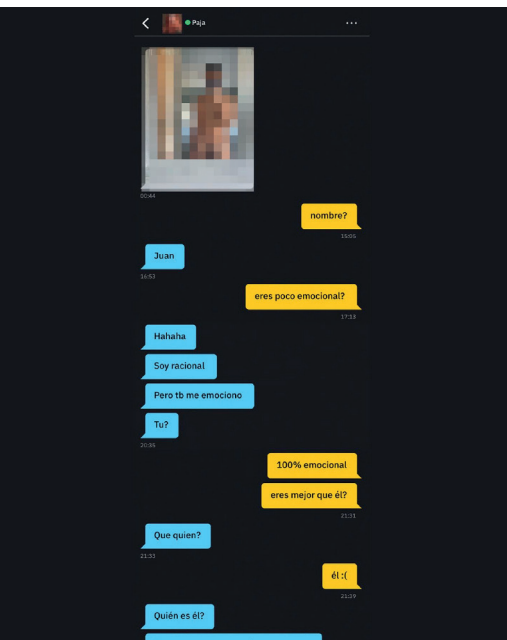 Paja
00:44
nombre?
15:05
Juan
16:53
eres poco emocional?
17:13
Hahaha
Soy racional
Pero tb me emociono
Tu?
20:35
100% emocional
eres mejor que él?
21:31
Que quien?
21:33
él :(
21:39
Quién es él?